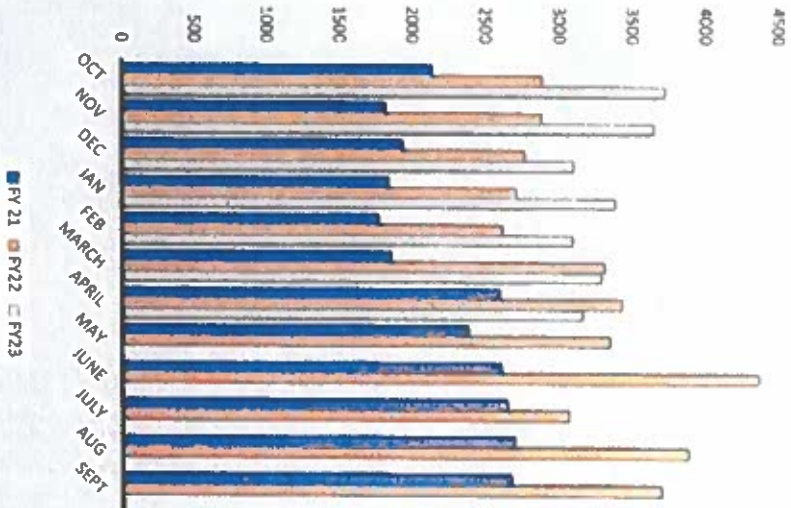 4500
4000
3500
3000
2500
2000
1500
1000
500
0
OCT
NOV
DEC
JAN
FEB
MARCH
APRIL
MAY
JUNE
JULY
AUG
SEPT
FY 21 FY22 FY23